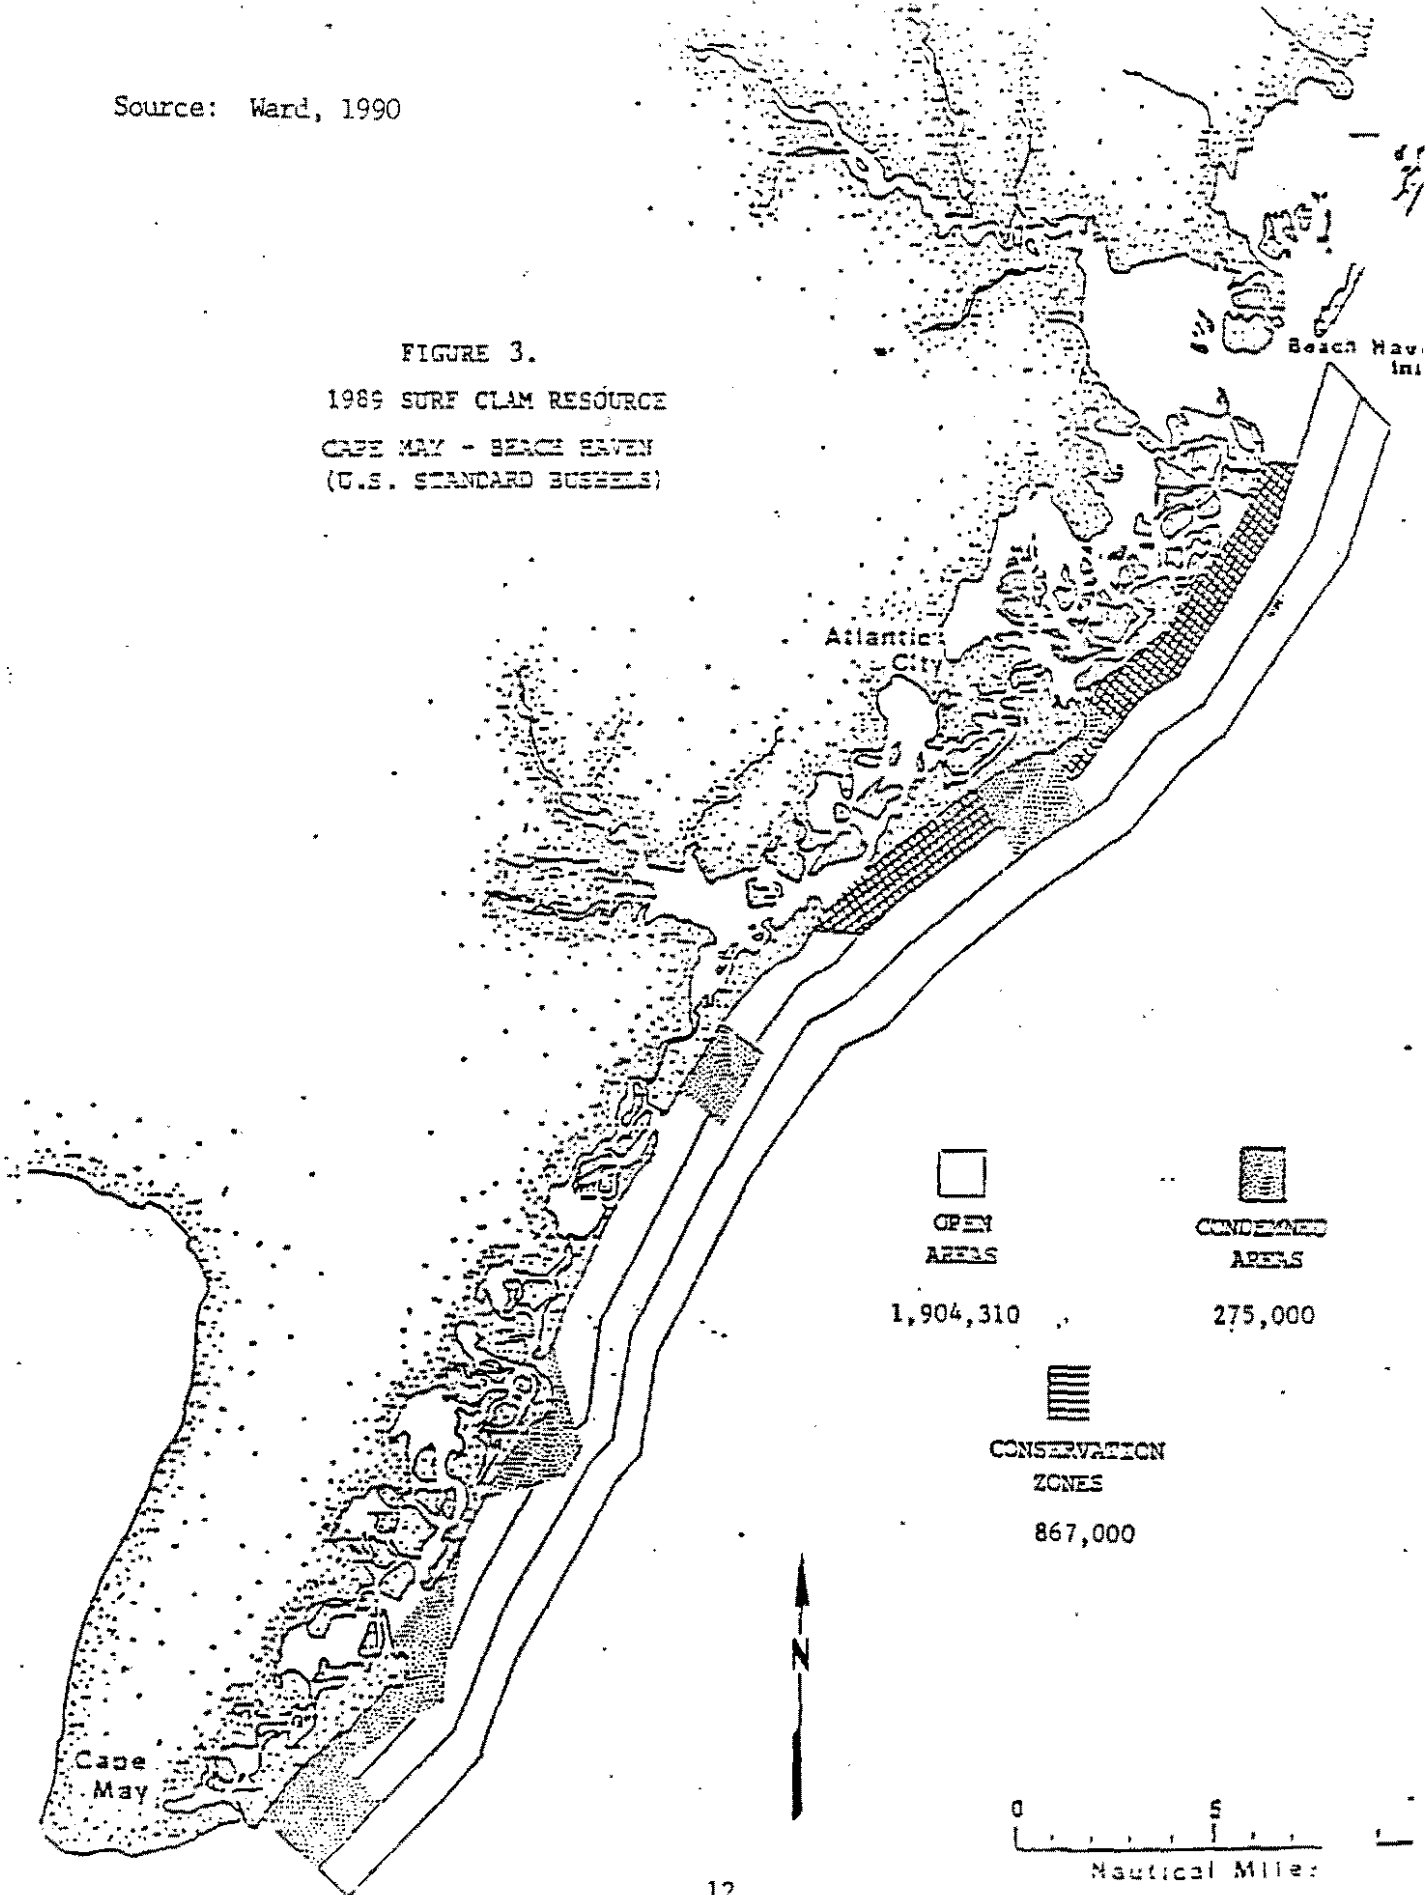 Source: Ward, 1990
FIGURE 3.
1989 SURF CLAM RESOURCE
CAPE MAY - BEACH HAVEN
(U.S. STANDARD BUSHELS)
Beach Hav
Inl
Atlantic
City
OPEN
AREAS
1,904,310
CONDEMNED
AREAS
275,000
CONSERVATION
ZONES
867,000
N
Cape
May
0 5
Nautical Miles
12